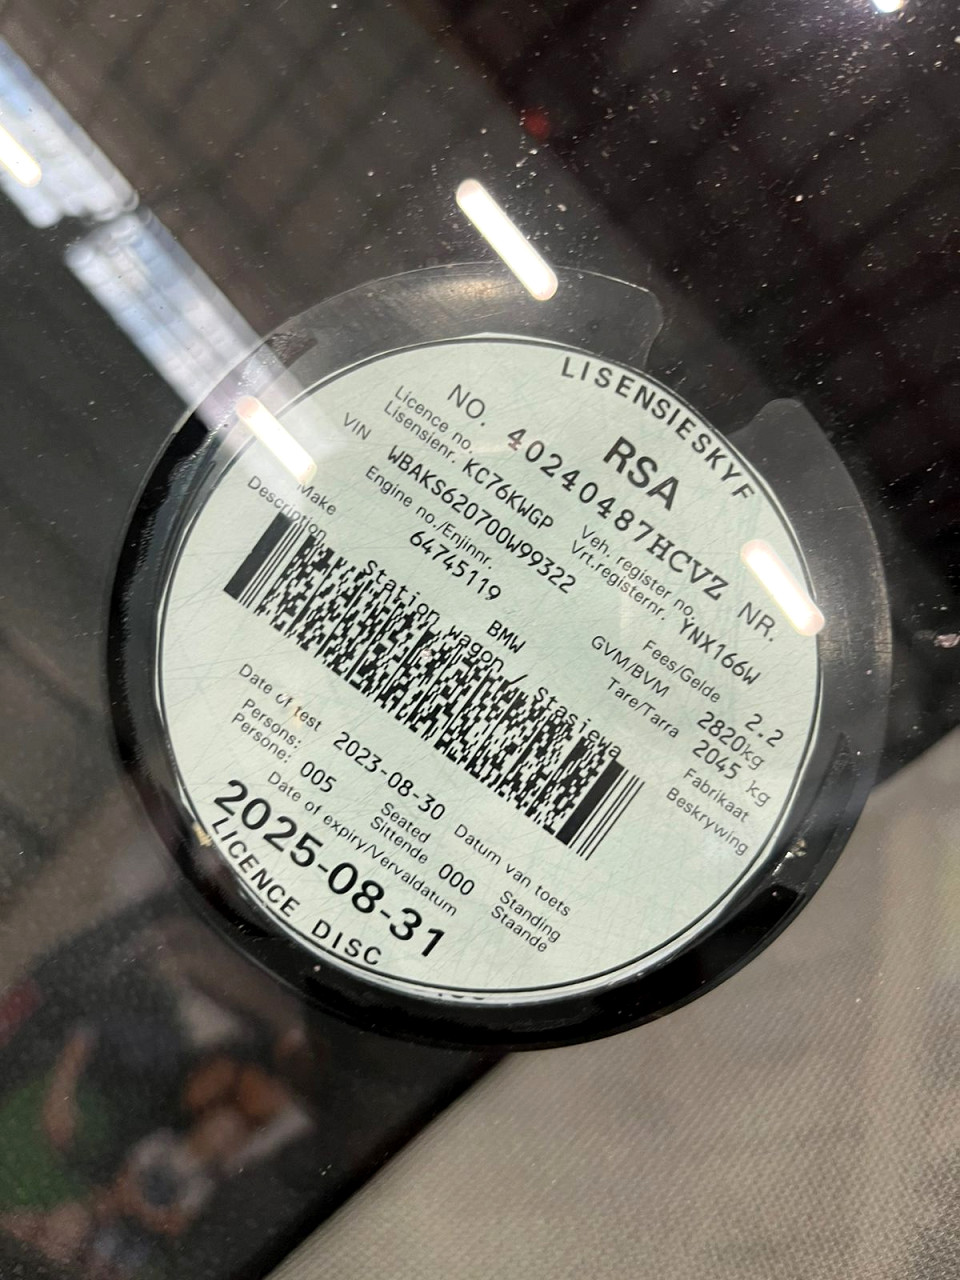 LISENSIESKYF
RSA
NO. 40240487HCVZ NR.
Licence no.
Lisensienr. KC76KWGP
Veh. register no.
Vrt.registernr. YNX166W
VIN WBAKS620700W99322
Fees/Gelde 2.2
Engine no./Enjinnr.
64745119
GVM/BVM 2820kg
Tare/Tarra 2045 kg
Make BMW Fabrikaat
Description Station wagon / Stasiewa Beskrywing
Date of test 2023-08-30 Datum van toets
Persons: Seated Standing
Persone: 005 Sittende 000 Staande
Date of expiry/Vervaldatum
2025-08-31
LICENCE DISC